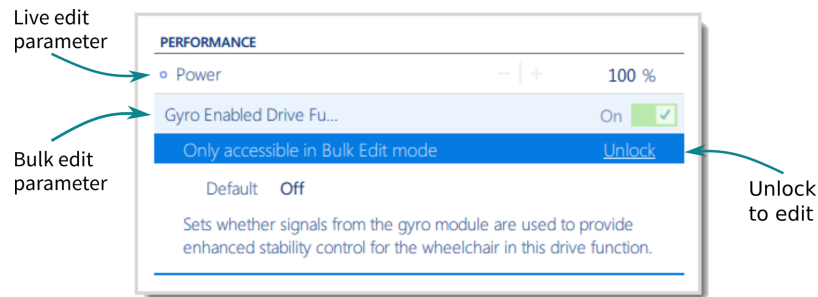 Live edit
parameter
PERFORMANCE
Power − + 100 %
Gyro Enabled Drive Fu... On
Only accessible in Bulk Edit mode Unlock
Bulk edit
parameter
Unlock
to edit
Default Off
Sets whether signals from the gyro module are used to provide
enhanced stability control for the wheelchair in this drive function.